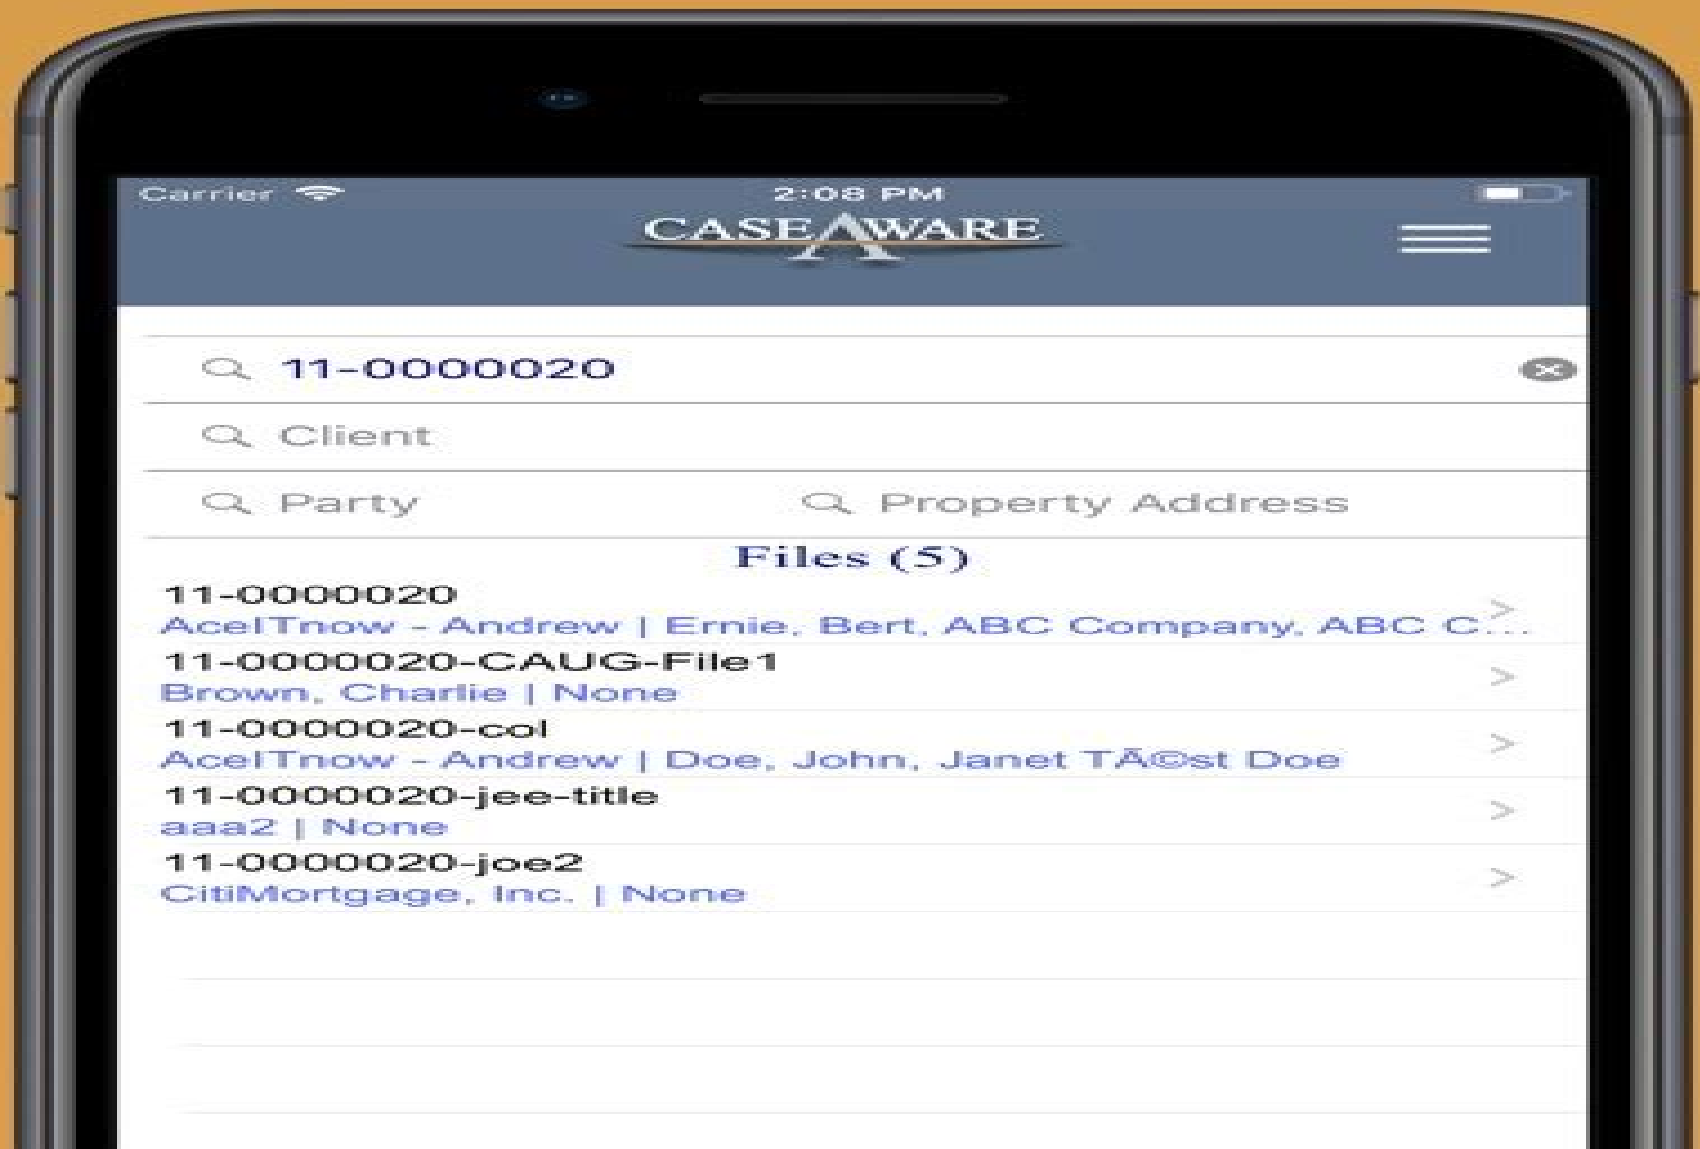 Carrier 2:08 PM
CASEAWARE
11-0000020
Client
Party Property Address
Files (5)
11-0000020
AceITnow - Andrew | Ernie, Bert, ABC Company, ABC C...
11-0000020-CAUG-File1
Brown, Charlie | None
11-0000020-col
AceITnow - Andrew | Doe, John, Janet TÃ©st Doe
11-0000020-jee-title
aaa2 | None
11-0000020-joe2
CitiMortgage, Inc. | None